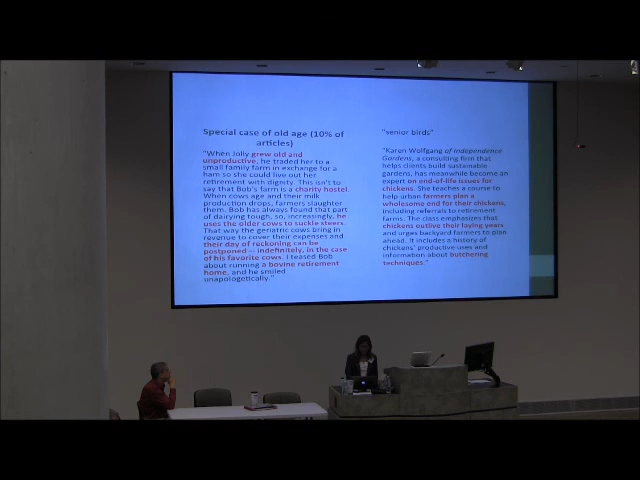 Special case of old age (10% of
articles)
"When Jolly grew old and
unproductive, he traded her to a
small family farm in exchange for a
ham so she could live out her
retirement with dignity. This isn't to
say that Bob's farm is a charity hostel.
When cows age and their milk
production drops, farmers slaughter
them. Bob has always found that part
of dairying tough, so, increasingly, he
uses the older cows to suckle steers.
That way the geriatric cows bring in
revenue to cover their expenses and
their day of reckoning can be
postponed -- indefinitely, in the case
of his favorite cows. I teased Bob
about running a bovine retirement
home, and he smiled
unapologetically."
"senior birds"
"Karen Wolfgang of Independence
Gardens, a consulting firm that
helps clients build sustainable
gardens, has meanwhile become an
expert on end-of-life issues for
chickens. She teaches a course to
help urban farmers plan a
wholesome end for their chickens,
including referrals to retirement
farms. The class emphasizes that
chickens outlive their laying years
and urges backyard farmers to plan
ahead. It includes a history of
chickens' productive uses and
information about butchering
techniques."